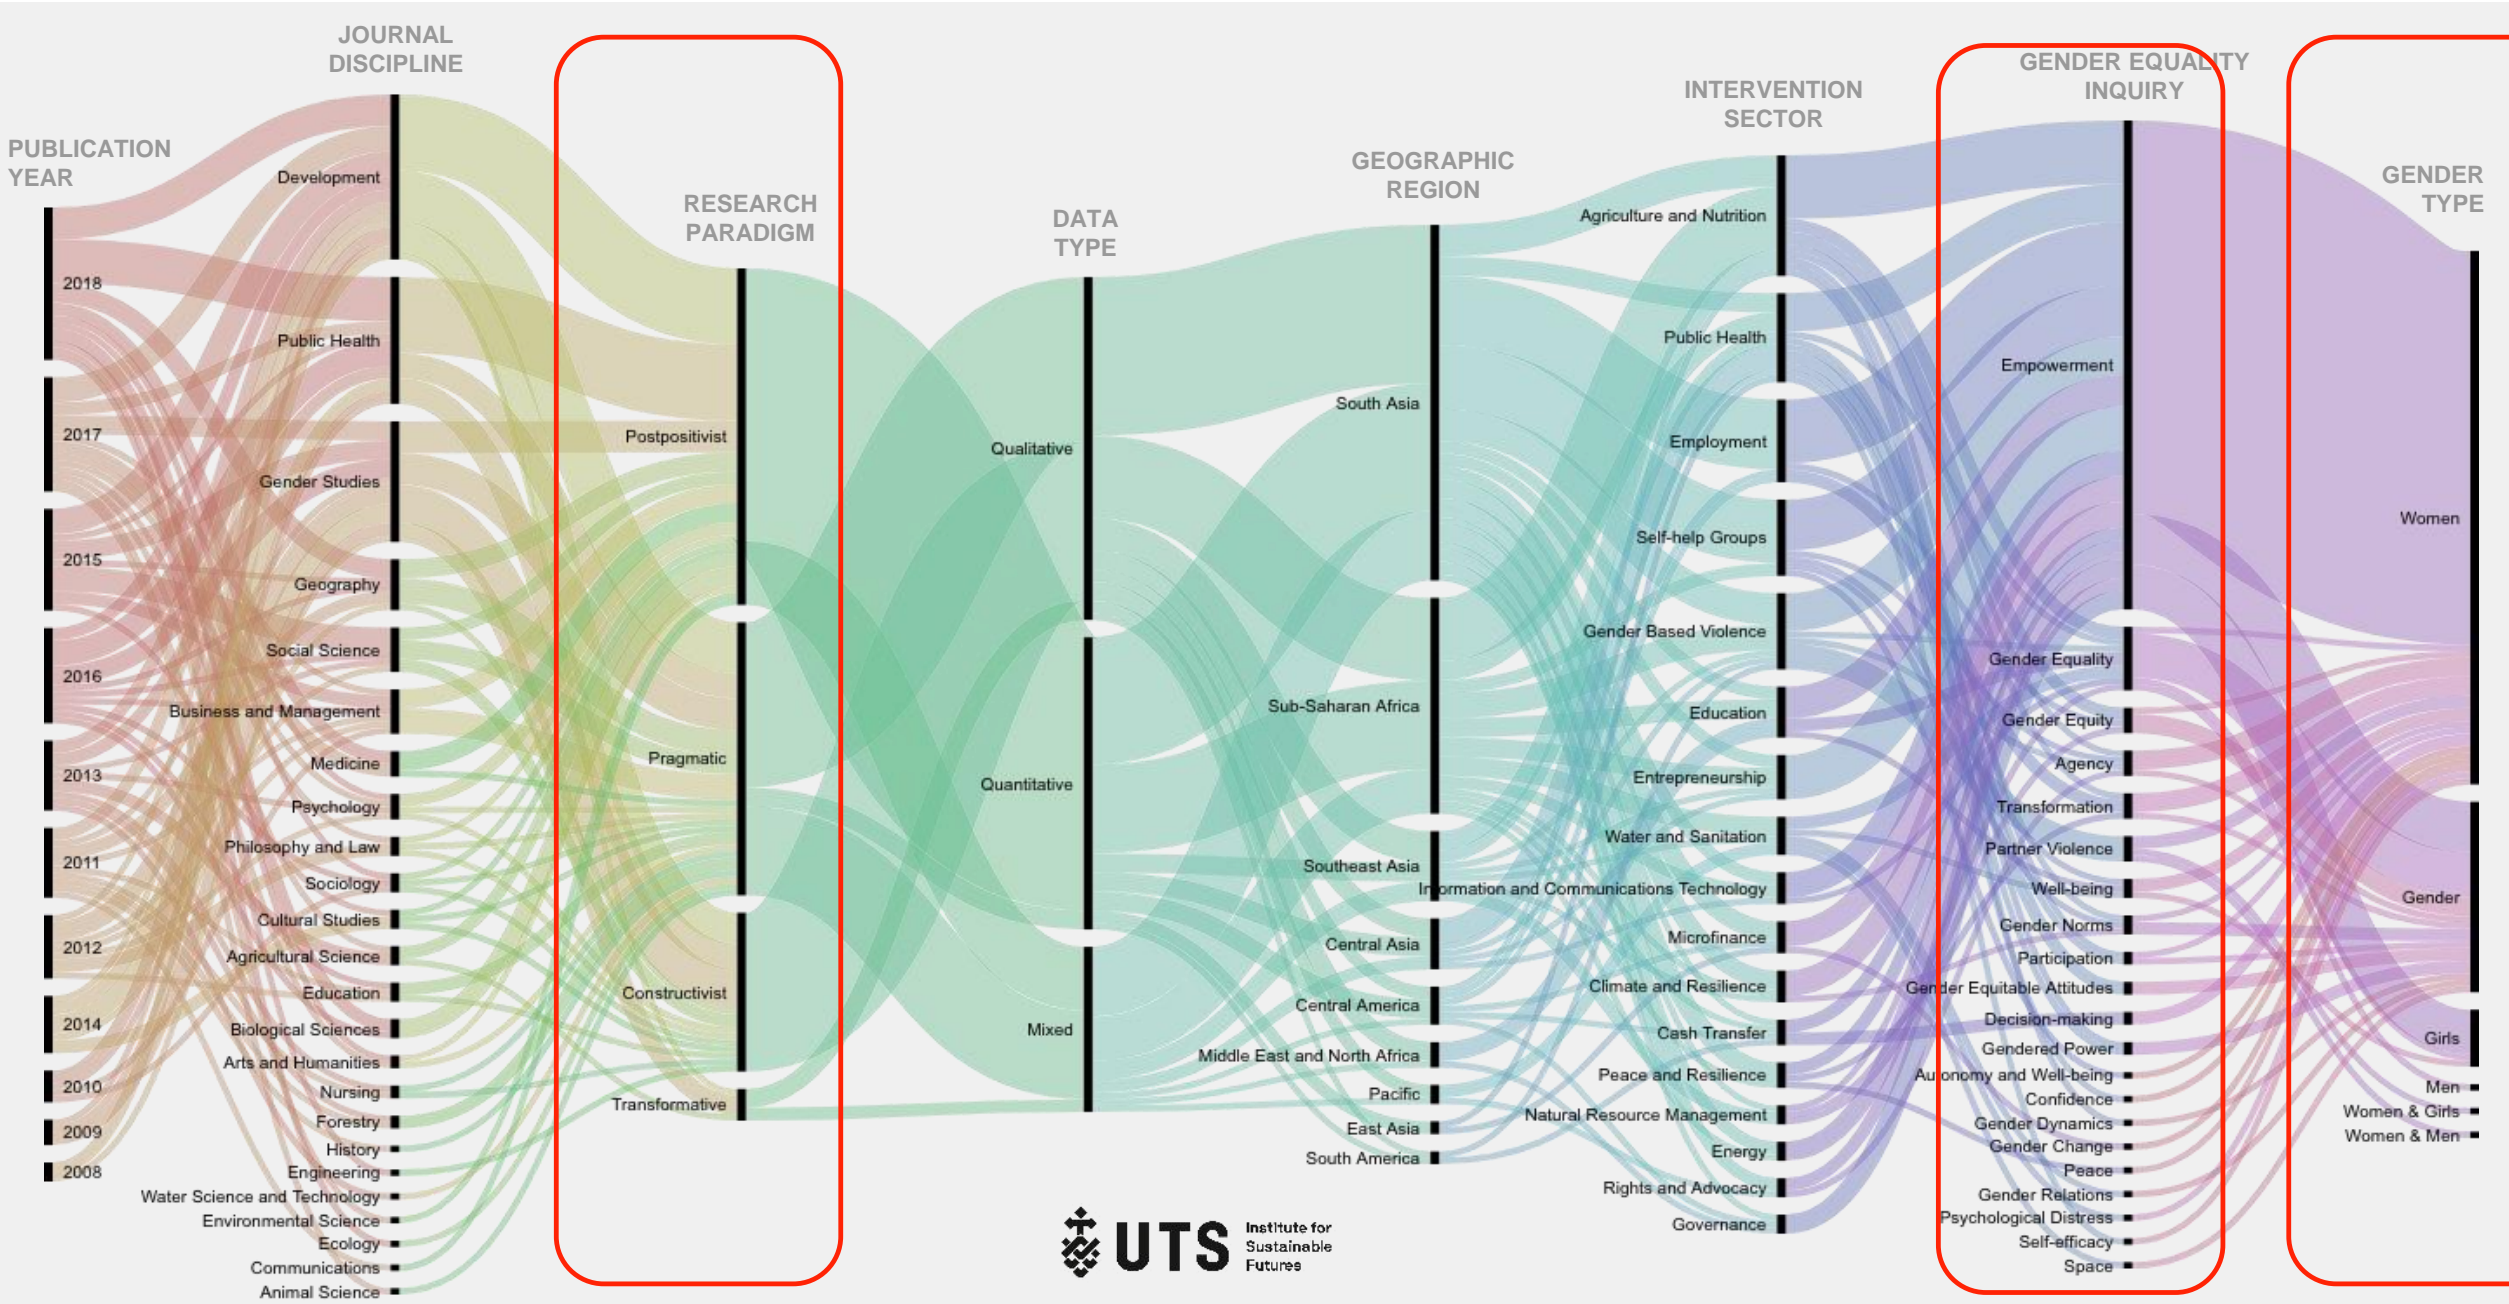 PUBLICATION
YEAR
2018
2017
2015
2016
2013
2011
2012
2014
2010
2009
2008
JOURNAL
DISCIPLINE
Development
Public Health
Gender Studies
Geography
Social Science
Business and Management
Medicine
Psychology
Philosophy and Law
Sociology
Cultural Studies
Agricultural Science
Education
Biological Sciences
Arts and Humanities
Nursing
Forestry
History
Engineering
Water Science and Technology
Environmental Science
Ecology
Communications
Animal Science
RESEARCH
PARADIGM
Postpositivist
Pragmatic
Constructivist
Transformative
DATA
TYPE
Qualitative
Quantitative
Mixed
GEOGRAPHIC
REGION
South Asia
Sub-Saharan Africa
Southeast Asia
Central Asia
Central America
Middle East and North Africa
Pacific
East Asia
South America
INTERVENTION
SECTOR
Agriculture and Nutrition
Public Health
Employment
Self-help Groups
Gender Based Violence
Education
Entrepreneurship
Water and Sanitation
Information and Communications Technology
Microfinance
Climate and Resilience
Cash Transfer
Peace and Resilience
Natural Resource Management
Energy
Rights and Advocacy
Governance
GENDER EQUALITY
INQUIRY
Empowerment
Gender Equality
Gender Equity
Agency
Transformation
Partner Violence
Well-being
Gender Norms
Participation
Gender Equitable Attitudes
Decision-making
Gendered Power
Autonomy and Well-being
Confidence
Gender Dynamics
Gender Change
Peace
Gender Relations
Psychological Distress
Self-efficacy
Space
GENDER
TYPE
Women
Gender
Girls
Men
Women & Girls
Women & Men
UTS
Institute for
Sustainable
Futures